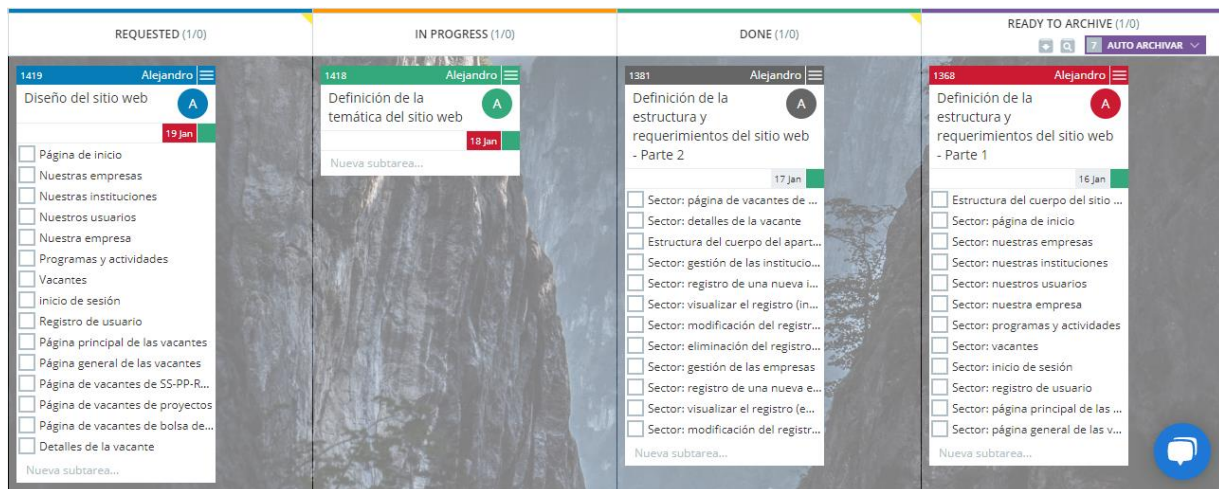 REQUESTED (1/0)
IN PROGRESS (1/0)
DONE (1/0)
READY TO ARCHIVE (1/0)
7 AUTO ARCHIVAR
1419 Alejandro
Diseño del sitio web
A
19 Jan
Página de inicio
Nuestras empresas
Nuestras instituciones
Nuestros usuarios
Nuestra empresa
Programas y actividades
Vacantes
inicio de sesión
Registro de usuario
Página principal de las vacantes
Página general de las vacantes
Página de vacantes de SS-PP-R...
Página de vacantes de proyectos
Página de vacantes de bolsa de...
Detalles de la vacante
Nueva subtarea...
1418 Alejandro
Definición de la
temática del sitio web
A
18 Jan
Nueva subtarea...
1381 Alejandro
Definición de la
estructura y
requerimientos del sitio web
- Parte 2
A
17 Jan
Sector: página de vacantes de ...
Sector: detalles de la vacante
Estructura del cuerpo del apart...
Sector: gestión de las institucio...
Sector: registro de una nueva i...
Sector: visualizar el registro (in...
Sector: modificación del registr...
Sector: eliminación del registro...
Sector: gestión de las empresas
Sector: registro de una nueva e...
Sector: visualizar el registro (e...
Sector: modificación del registr...
Nueva subtarea...
1368 Alejandro
Definición de la
estructura y
requerimientos del sitio web
- Parte 1
A
16 Jan
Estructura del cuerpo del sitio ...
Sector: página de inicio
Sector: nuestras empresas
Sector: nuestras instituciones
Sector: nuestros usuarios
Sector: nuestra empresa
Sector: programas y actividades
Sector: vacantes
Sector: inicio de sesión
Sector: registro de usuario
Sector: página principal de las ...
Sector: página general de las v...
Nueva subtarea...